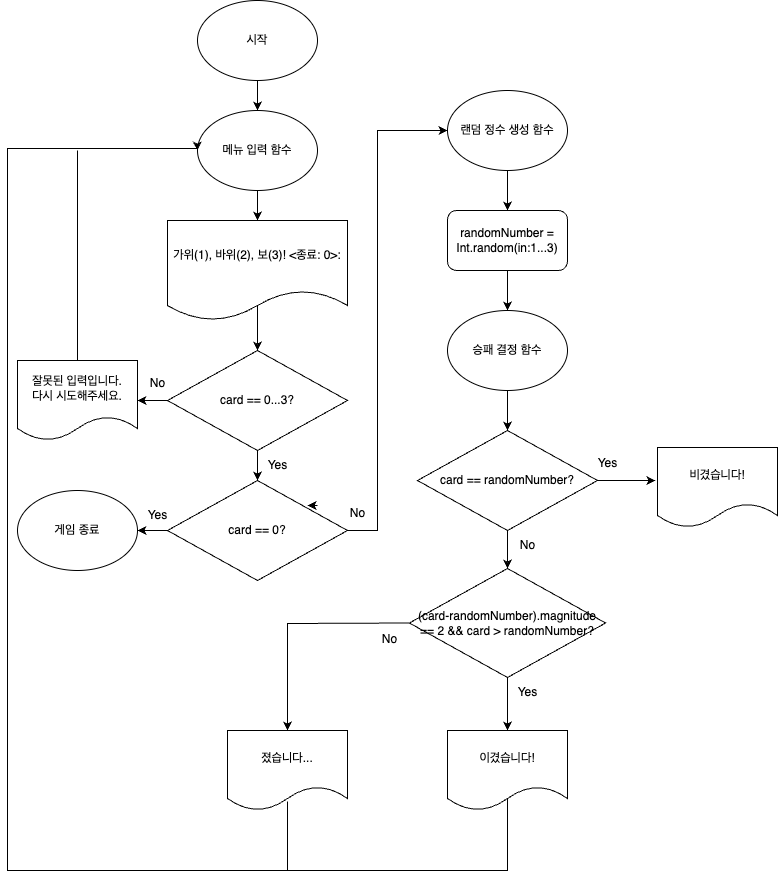 시작
메뉴 입력 함수
가위(1), 바위(2), 보(3)! <종료: 0>:
잘못된 입력입니다.
다시 시도해주세요.
No
card == 0...3?
Yes
게임 종료
Yes
card == 0?
No
랜덤 정수 생성 함수
randomNumber =
Int.random(in:1...3)
승패 결정 함수
card == randomNumber?
Yes
비겼습니다!
No
(card-randomNumber).magnitude
== 2 && card > randomNumber?
No
Yes
졌습니다...
이겼습니다!